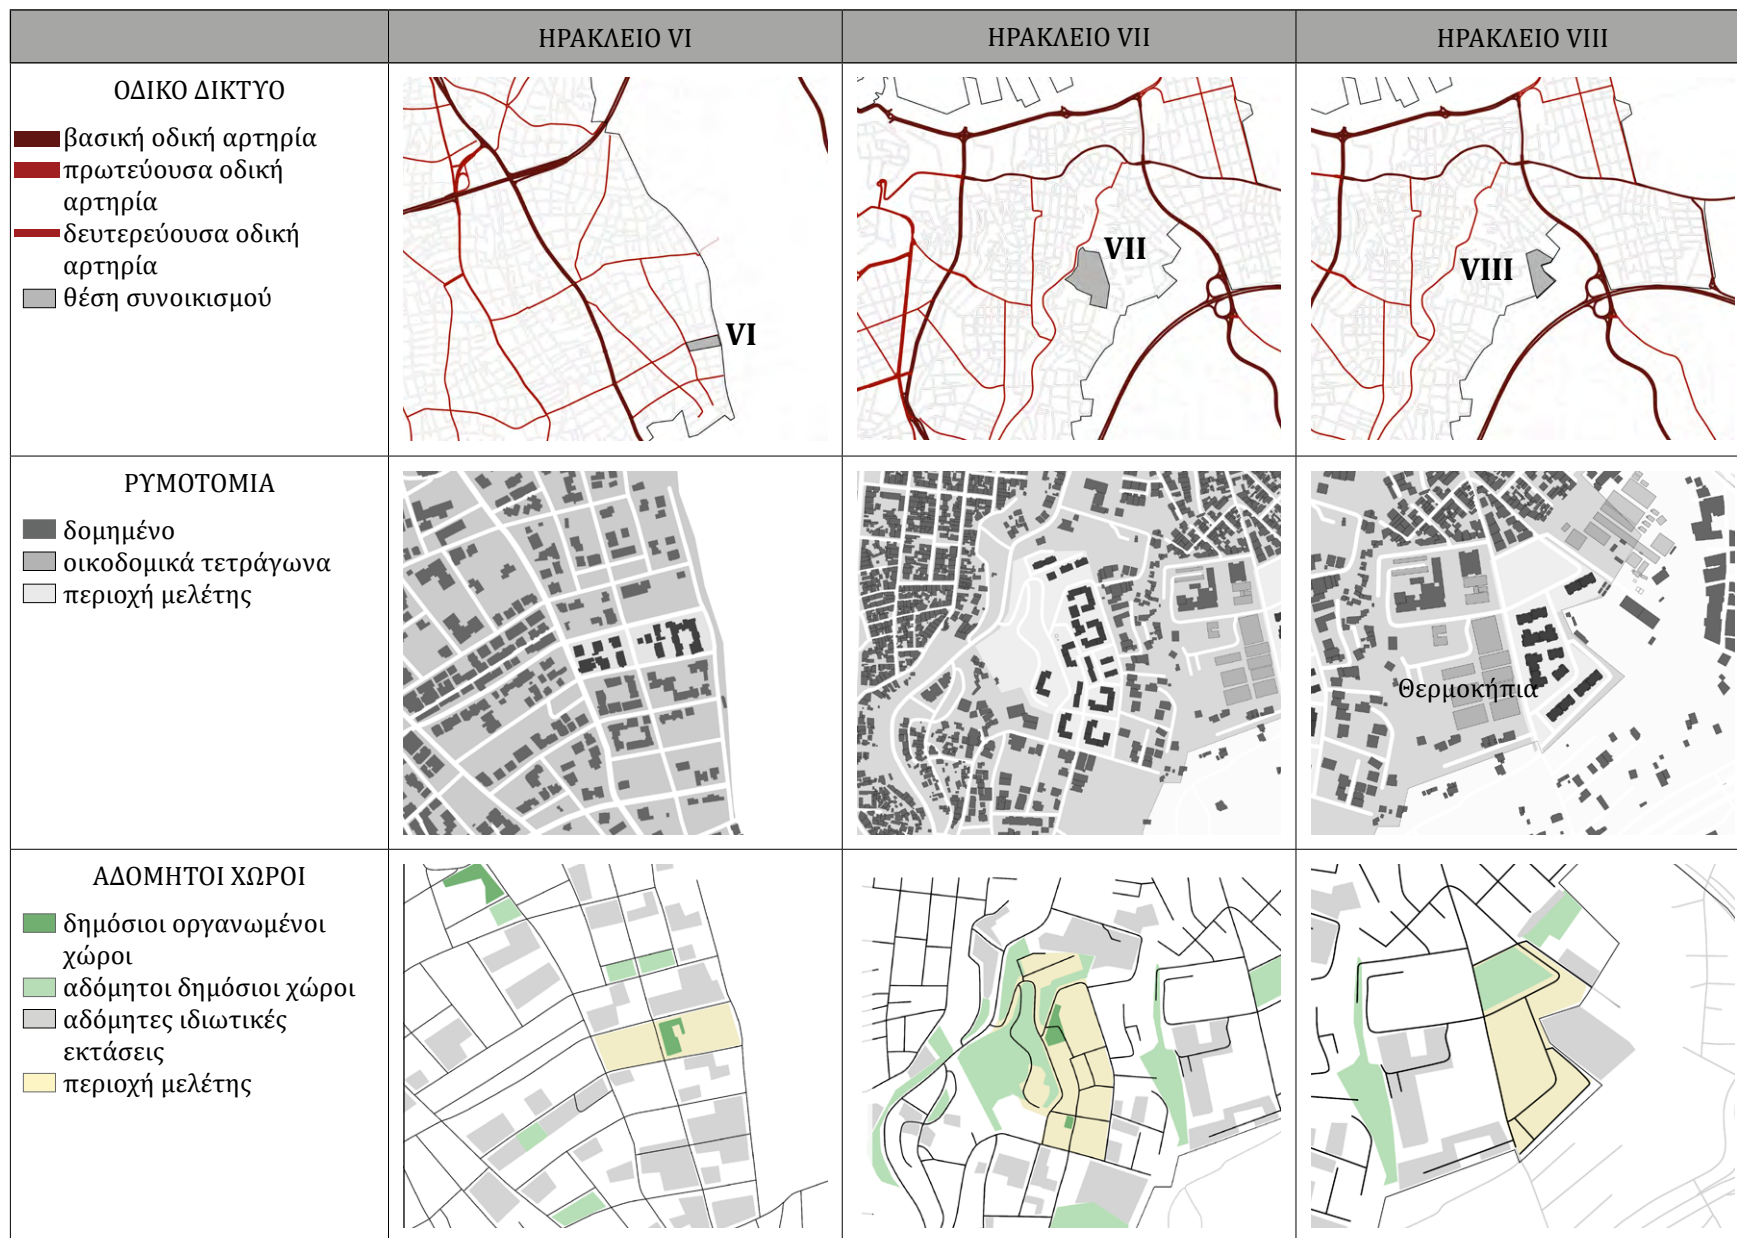 ΗΡΑΚΛΕΙΟ VI
ΗΡΑΚΛΕΙΟ VII
ΗΡΑΚΛΕΙΟ VIII
ΟΔΙΚΟ ΔΙΚΤΥΟ
βασική οδική αρτηρία
πρωτεύουσα οδική
αρτηρία
δευτερεύουσα οδική
αρτηρία
θέση συνοικισμού
VI
VII
VIII
ΡΥΜΟΤΟΜΙΑ
δομημένο
οικοδομικά τετράγωνα
περιοχή μελέτης
Θερμοκήπια
ΑΔΟΜΗΤΟΙ ΧΩΡΟΙ
δημόσιοι οργανωμένοι
χώροι
αδόμητοι δημόσιοι χώροι
αδόμητες ιδιωτικές
εκτάσεις
περιοχή μελέτης